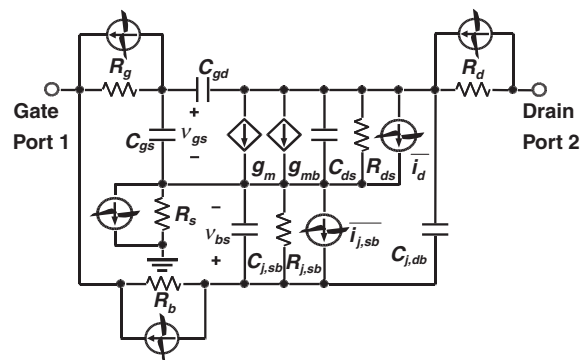 R_g
C_gd
R_d
Gate
Port 1
Drain
Port 2
+
C_gs
v_gs
−
g_m
g_mb
C_ds
R_ds
i_d
R_s
−
v_bs
+
C_j,sb
R_j,sb
i_j,sb
C_j,db
R_b